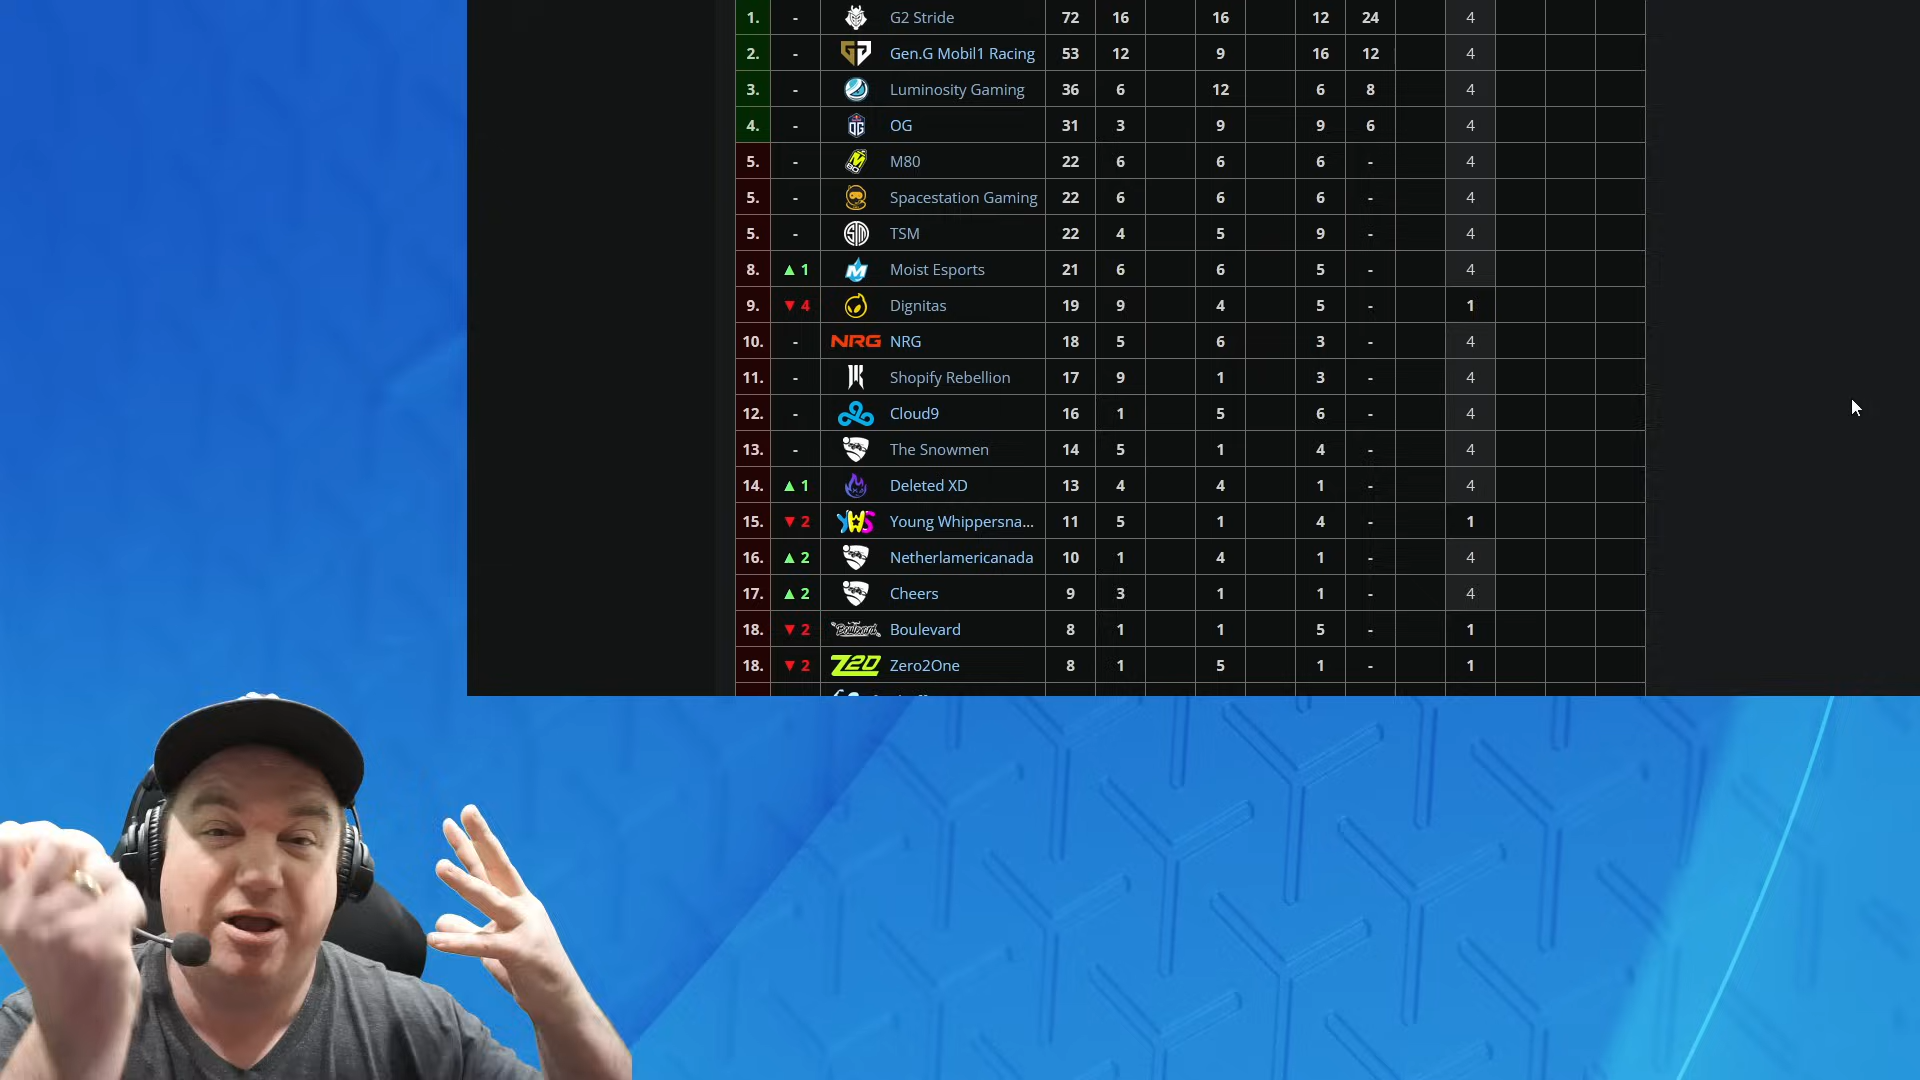 1. - G2 Stride 72 16 16 12 24 4
2. - Gen.G Mobil1 Racing 53 12 9 16 12 4
3. - Luminosity Gaming 36 6 12 6 8 4
4. - OG OG 31 3 9 9 6 4
5. - M80 22 6 6 6 - 4
5. - Spacestation Gaming 22 6 6 6 - 4
5. - TSM TSM 22 4 5 9 - 4
8. ▲ 1 Moist Esports 21 6 6 5 - 4
9. ▼ 4 Dignitas 19 9 4 5 - 1
10. - NRG NRG 18 5 6 3 - 4
11. - Shopify Rebellion 17 9 1 3 - 4
12. - Cloud9 16 1 5 6 - 4
13. - The Snowmen 14 5 1 4 - 4
14. ▲ 1 Deleted XD 13 4 4 1 - 4
15. ▼ 2 YWS Young Whippersna... 11 5 1 4 - 1
16. ▲ 2 Netherlamericanada 10 1 4 1 - 4
17. ▲ 2 Cheers 9 3 1 1 - 4
18. ▼ 2 Boulevard Boulevard 8 1 1 5 - 1
18. ▼ 2 Z20 Zero2One 8 1 5 1 - 1